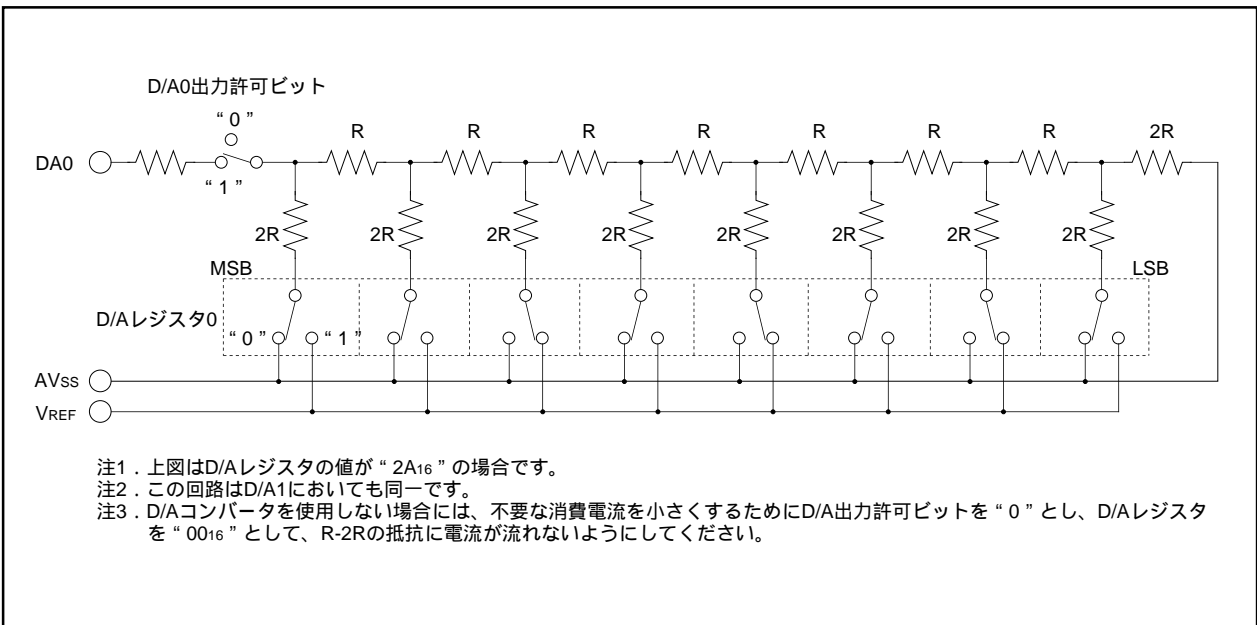 D/A0出力許可ビット
“ 0 ”
R R R R R R R 2R
DA0
“ 1 ”
2R 2R 2R 2R 2R 2R 2R 2R
MSB LSB
D/Aレジスタ0
“ 0 ” “ 1 ”
AVSS
VREF
注1．上図はD/Aレジスタの値が“ 2A16 ”の場合です。
注2．この回路はD/A1においても同一です。
注3．D/Aコンバータを使用しない場合には、不要な消費電流を小さくするためにD/A出力許可ビットを“ 0 ”とし、D/Aレジスタ
を“ 0016 ”として、R-2Rの抵抗に電流が流れないようにしてください。